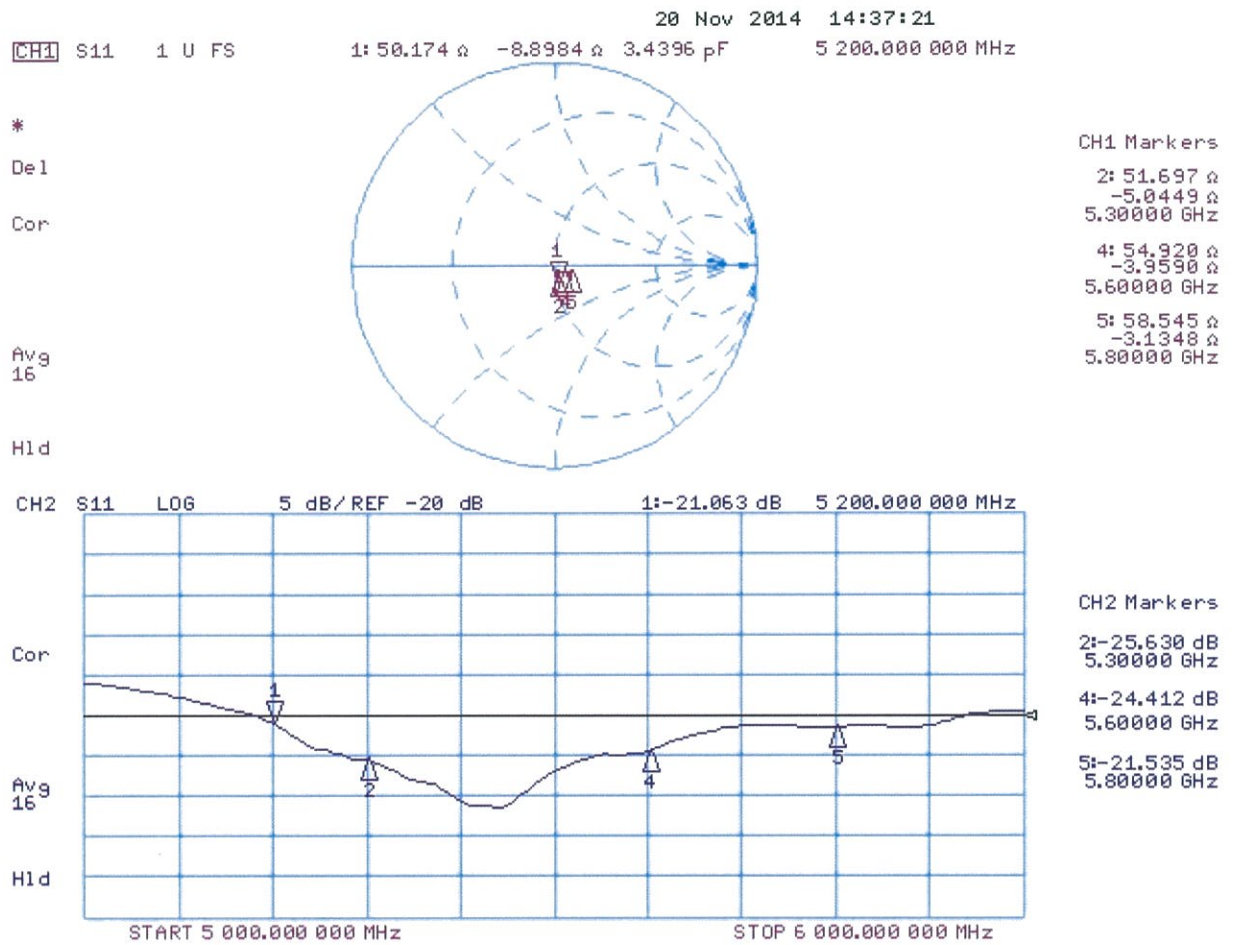 20 Nov 2014 14:37:21
CH1 S11 1 U FS 1: 50.174 Ω -8.8984 Ω 3.4396 pF 5 200.000 000 MHz
*
Del
Cor
Avg
16
Hld
1
2
5
CH1 Markers
2: 51.697 Ω
-5.0449 Ω
5.30000 GHz
4: 54.920 Ω
-3.9590 Ω
5.60000 GHz
5: 58.545 Ω
-3.1348 Ω
5.80000 GHz
CH2 S11 LOG 5 dB/REF -20 dB 1:-21.063 dB 5 200.000 000 MHz
Cor
Avg
16
Hld
1
2
4
5
CH2 Markers
2:-25.630 dB
5.30000 GHz
4:-24.412 dB
5.60000 GHz
5:-21.535 dB
5.80000 GHz
START 5 000.000 000 MHz STOP 6 000.000 000 MHz